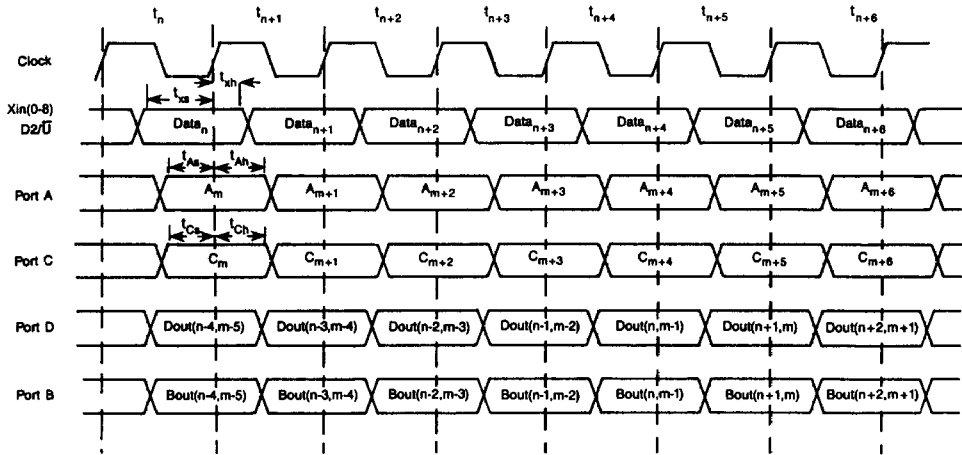 tn tn+1 tn+2 tn+3 tn+4 tn+5 tn+6
Clock
txs txh
Xin(0-8)
D2/U̅
Datan Datan+1 Datan+2 Datan+3 Datan+4 Datan+5 Datan+6
tAs tAh
Port A Am Am+1 Am+2 Am+3 Am+4 Am+5 Am+6
tCs tCh
Port C Cm Cm+1 Cm+2 Cm+3 Cm+4 Cm+5 Cm+6
Port D Dout(n-4,m-5) Dout(n-3,m-4) Dout(n-2,m-3) Dout(n-1,m-2) Dout(n,m-1) Dout(n+1,m) Dout(n+2,m+1)
Port B Bout(n-4,m-5) Bout(n-3,m-4) Bout(n-2,m-3) Bout(n-1,m-2) Bout(n,m-1) Bout(n+1,m) Bout(n+2,m+1)